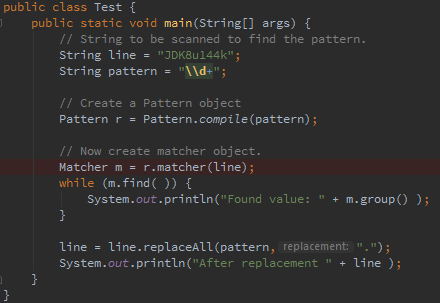 public class Test {
public static void main(String[] args) {
// String to be scanned to find the pattern.
String line = "JDK8u144k";
String pattern = "\\d+";
// Create a Pattern object
Pattern r = Pattern.compile(pattern);
// Now create matcher object.
Matcher m = r.matcher(line);
while (m.find( )) {
System.out.println("Found value: " + m.group() );
}
line = line.replaceAll(pattern, replacement: ".");
System.out.println("After replacement " + line );
}
}